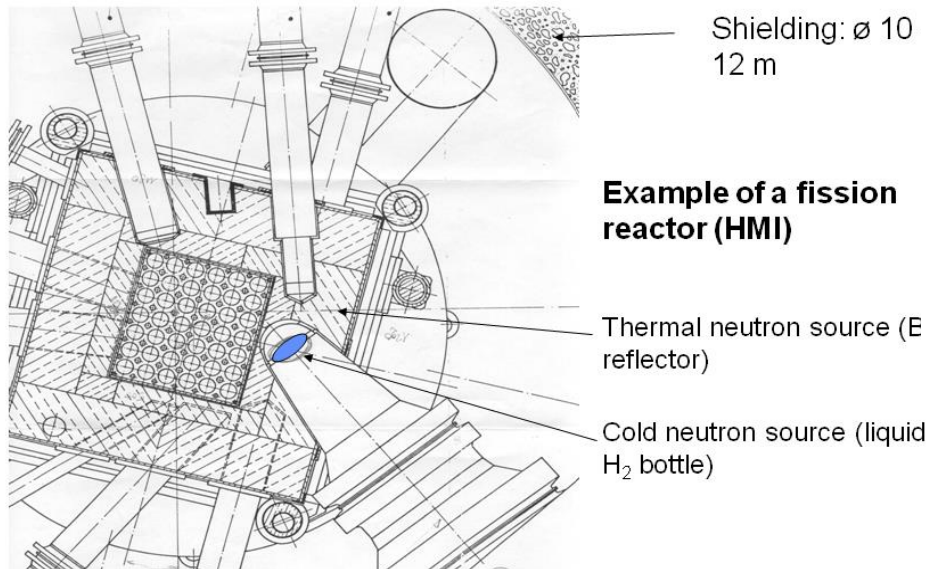 Shielding: ø 10
12 m
Example of a fission
reactor (HMI)
Thermal neutron source (B
reflector)
Cold neutron source (liquid
H₂ bottle)